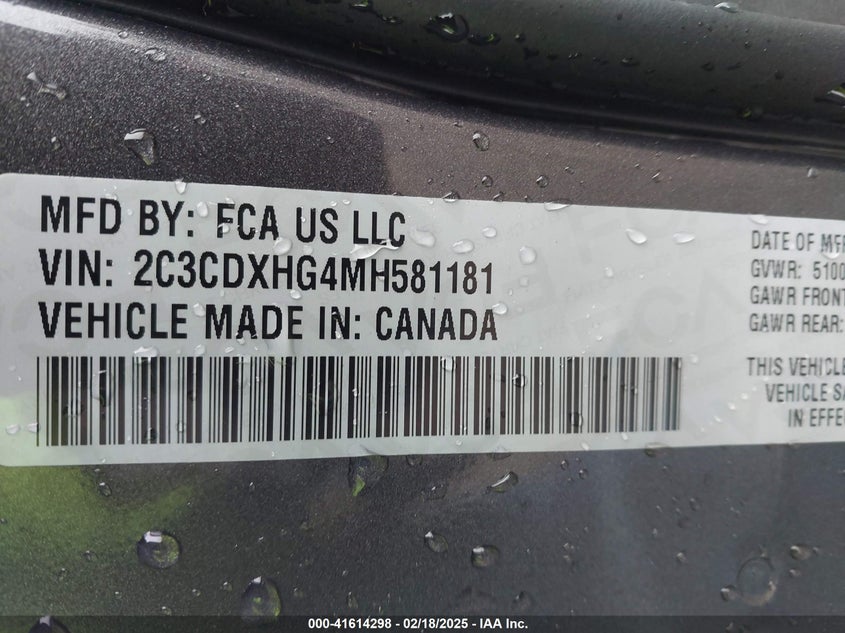 MFD BY: FCA US LLC
VIN: 2C3CDXHG4MH581181
VEHICLE MADE IN: CANADA
DATE OF MFR
GVWR: 5100
GAWR FRONT
GAWR REAR:
THIS VEHICLE
VEHICLE SA
IN EFFE
000-41614298 - 02/18/2025 - IAA Inc.